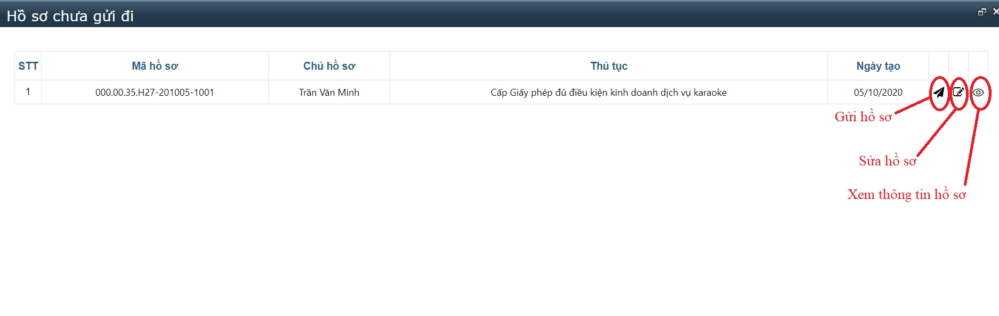 Hồ sơ chưa gửi đi
STT Mã hồ sơ Chủ hồ sơ Thủ tục Ngày tạo
1 000.00.35.H27-201005-1001 Trần Văn Minh Cấp Giấy phép đủ điều kiện kinh doanh dịch vụ karaoke 05/10/2020
Gửi hồ sơ
Sửa hồ sơ
Xem thông tin hồ sơ